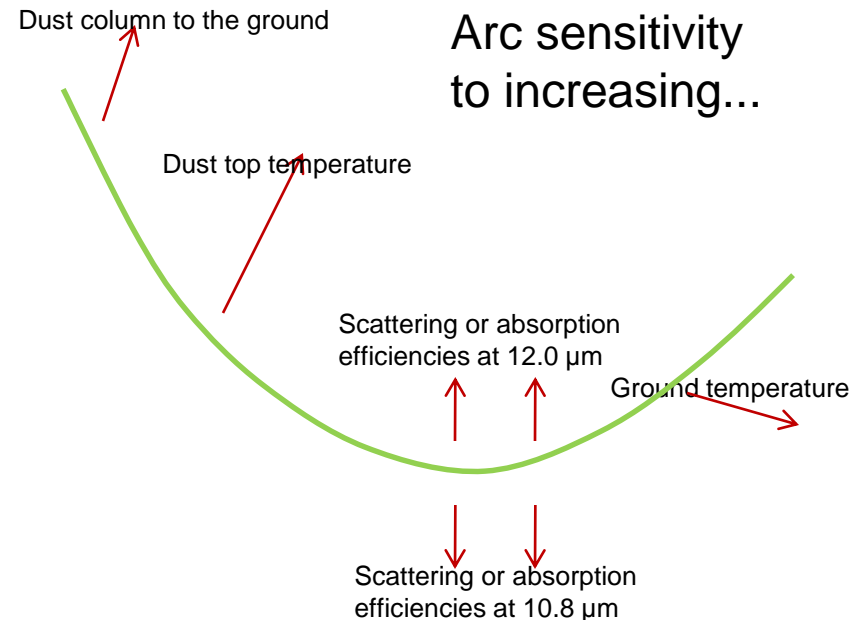 Dust column to the ground
Arc sensitivity
to increasing...
Dust top temperature
Scattering or absorption
efficiencies at 12.0 µm
Ground temperature
Scattering or absorption
efficiencies at 10.8 µm